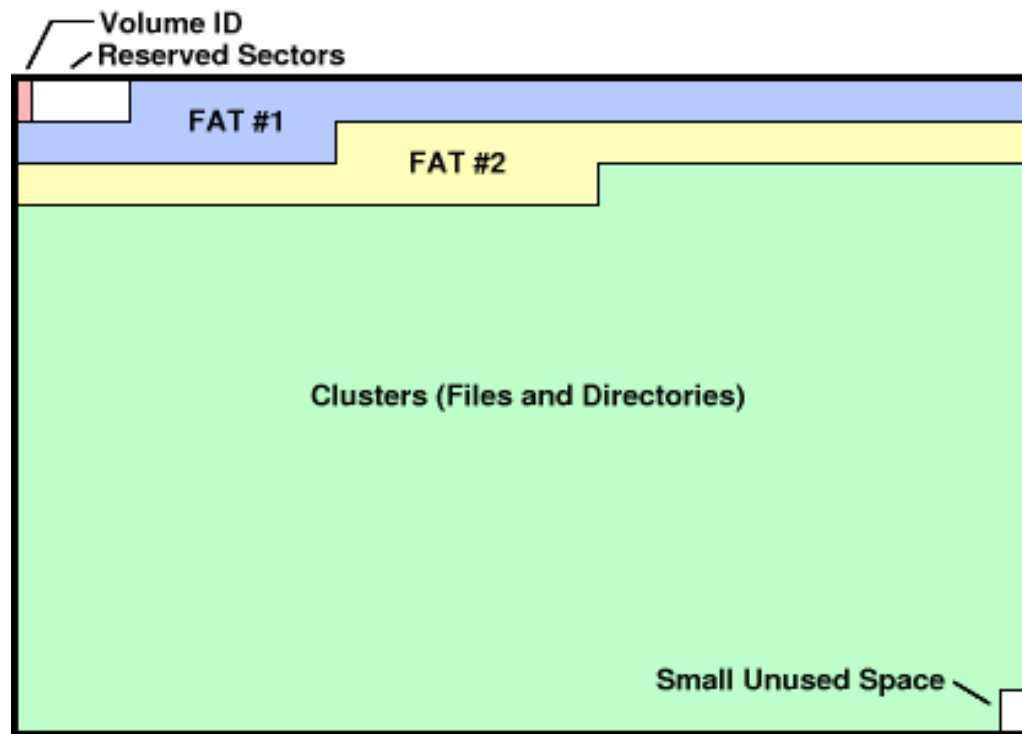 Volume ID
Reserved Sectors
FAT #1
FAT #2
Clusters (Files and Directories)
Small Unused Space